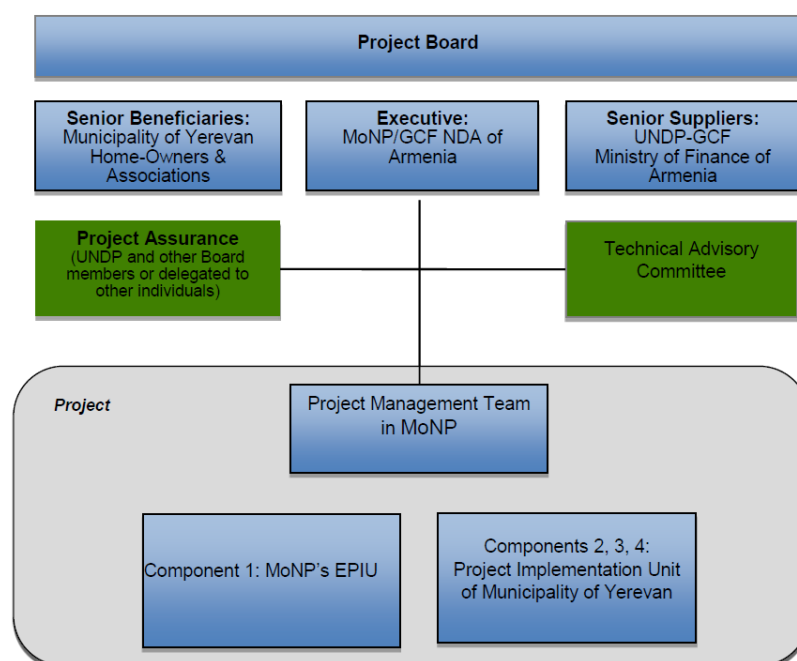 Project Board
Senior Beneficiaries:
Municipality of Yerevan
Home-Owners &
Associations
Executive:
MoNP/GCF NDA of
Armenia
Senior Suppliers:
UNDP-GCF
Ministry of Finance of
Armenia
Project Assurance
(UNDP and other Board
members or delegated to
other individuals)
Technical Advisory
Committee
Project
Project Management Team
in MoNP
Component 1: MoNP's EPIU
Components 2, 3, 4:
Project Implementation Unit
of Municipality of Yerevan